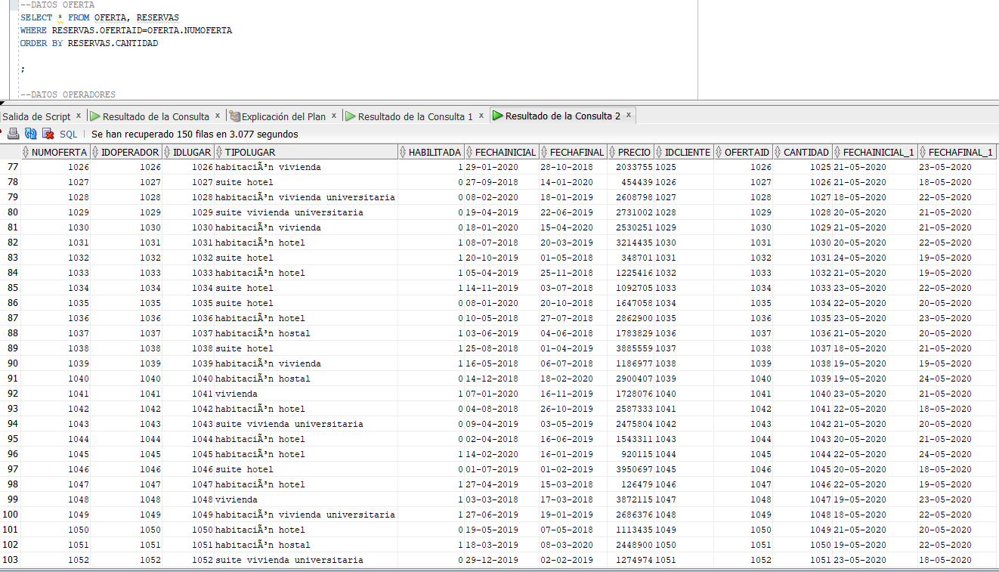 --DATOS OFERTA
SELECT * FROM OFERTA, RESERVAS
WHERE RESERVAS.OFERTAID=OFERTA.NUMOFERTA
ORDER BY RESERVAS.CANTIDAD
;
--DATOS OPERADORES
Salida de Script x Resultado de la Consulta x Explicación del Plan x Resultado de la Consulta 1 x Resultado de la Consulta 2 x
SQL | Se han recuperado 150 filas en 3.077 segundos
NUMOFERTA IDOPERADOR IDLUGAR TIPOLUGAR HABILITADA FECHAINICIAL FECHAFINAL PRECIO IDCLIENTE OFERTAID CANTIDAD FECHAINICIAL_1 FECHAFINAL_1
77 1026 1026 1026 habitaciÃ³n vivienda 1 29-01-2020 28-10-2018 2033755 1025 1026 1025 21-05-2020 23-05-2020
78 1027 1027 1027 suite hotel 0 27-09-2018 14-01-2020 454439 1026 1027 1026 21-05-2020 18-05-2020
79 1028 1028 1028 habitaciÃ³n vivienda universitaria 0 08-02-2020 18-01-2019 2608798 1027 1028 1027 18-05-2020 22-05-2020
80 1029 1029 1029 suite vivienda universitaria 0 19-04-2019 22-06-2019 2731002 1028 1029 1028 20-05-2020 21-05-2020
81 1030 1030 1030 habitaciÃ³n vivienda 0 18-01-2020 15-04-2020 2530251 1029 1030 1029 21-05-2020 21-05-2020
82 1031 1031 1031 habitaciÃ³n hotel 1 08-07-2018 20-03-2019 3214435 1030 1031 1030 20-05-2020 22-05-2020
83 1032 1032 1032 suite hotel 1 20-10-2019 01-05-2018 348701 1031 1032 1031 24-05-2020 19-05-2020
84 1033 1033 1033 habitaciÃ³n hotel 1 05-04-2019 25-11-2018 1225416 1032 1033 1032 21-05-2020 19-05-2020
85 1034 1034 1034 suite hotel 1 14-11-2019 03-07-2018 1092705 1033 1034 1033 23-05-2020 22-05-2020
86 1035 1035 1035 suite hotel 0 08-01-2020 20-10-2018 1647058 1034 1035 1034 22-05-2020 20-05-2020
87 1036 1036 1036 habitaciÃ³n hotel 0 10-05-2018 27-07-2018 2862900 1035 1036 1035 23-05-2020 23-05-2020
88 1037 1037 1037 habitaciÃ³n hostal 1 03-06-2019 04-06-2018 1783829 1036 1037 1036 21-05-2020 20-05-2020
89 1038 1038 1038 suite hotel 1 25-08-2018 01-04-2019 3885559 1037 1038 1037 18-05-2020 21-05-2020
90 1039 1039 1039 habitaciÃ³n vivienda 1 16-05-2018 06-07-2018 1186977 1038 1039 1038 19-05-2020 19-05-2020
91 1040 1040 1040 habitaciÃ³n hostal 0 14-12-2018 18-02-2020 2900407 1039 1040 1039 19-05-2020 24-05-2020
92 1041 1041 1041 vivienda 1 07-01-2020 16-11-2019 1728076 1040 1041 1040 23-05-2020 21-05-2020
93 1042 1042 1042 habitaciÃ³n hotel 0 04-08-2018 26-10-2019 2587333 1041 1042 1041 22-05-2020 18-05-2020
94 1043 1043 1043 suite vivienda universitaria 0 09-04-2019 03-05-2019 2475804 1042 1043 1042 21-05-2020 20-05-2020
95 1044 1044 1044 habitaciÃ³n hotel 0 02-04-2018 16-06-2019 1543311 1043 1044 1043 20-05-2020 21-05-2020
96 1045 1045 1045 habitaciÃ³n hotel 1 14-02-2020 16-01-2019 920115 1044 1045 1044 22-05-2020 24-05-2020
97 1046 1046 1046 suite hotel 0 01-07-2019 01-02-2019 3950697 1045 1046 1045 20-05-2020 18-05-2020
98 1047 1047 1047 habitaciÃ³n hotel 1 27-04-2019 15-03-2018 126479 1046 1047 1046 22-05-2020 19-05-2020
99 1048 1048 1048 vivienda 1 03-03-2018 17-03-2018 3872115 1047 1048 1047 19-05-2020 23-05-2020
100 1049 1049 1049 habitaciÃ³n vivienda universitaria 1 27-06-2019 19-01-2019 2686376 1048 1049 1048 18-05-2020 22-05-2020
101 1050 1050 1050 habitaciÃ³n hotel 0 19-05-2019 07-05-2018 1113435 1049 1050 1049 21-05-2020 20-05-2020
102 1051 1051 1051 habitaciÃ³n hostal 1 18-03-2019 08-03-2020 2448900 1050 1051 1050 19-05-2020 22-05-2020
103 1052 1052 1052 suite vivienda universitaria 0 29-12-2019 02-02-2019 1274974 1051 1052 1051 23-05-2020 18-05-2020